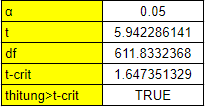 α 0.05
t 5.942286141
df 611.8332368
t-crit 1.647351329
thitung>t-crit TRUE